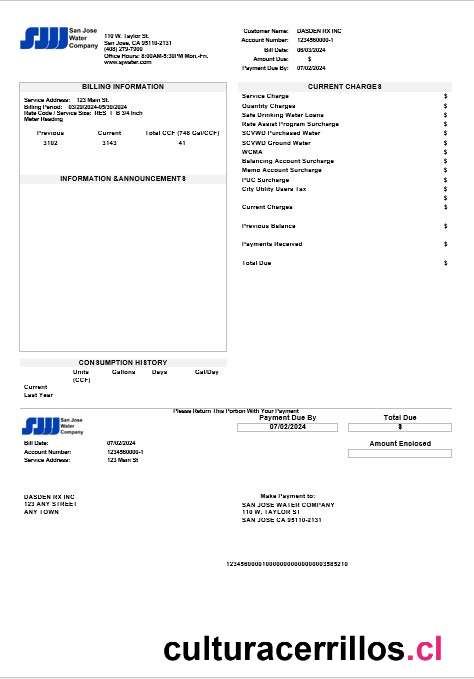 San Jose
Water
Company
110 W. Taylor St.
San Jose, CA 95110-2131
(408) 279-7900
Office Hours: 8:00AM-5:30PM Mon.-Fri.
www.sjwater.com
Customer Name: DASDEN RX INC
Account Number: 1234560000-1
Bill Date: 06/03/2024
Amount Due: $
Payment Due By: 07/02/2024
BILLING INFORMATION
Service Address: 123 Main St.
Billing Period: 03/29/2024-05/30/2024
Rate Code / Service Size: RES 1 B 3/4 Inch
Meter Reading
Previous Current Total CCF (748 Gal/CCF)
3102 3143 41
INFORMATION &ANNOUNCEMENTS
CURRENT CHARGES
Service Charge $
Quantity Charges $
Safe Drinking Water Loans $
Rate Assist Program Surcharge $
SCVWD Purchased Water $
SCVWD Ground Water $
WCMA $
Balancing Account Surcharge $
Memo Account Surcharge $
PUC Surcharge $
City Utility Users Tax $
$
Current Charges $
Previous Balance $
Payments Received $
Total Due $
CONSUMPTION HISTORY
Units Gallons Days Gal/Day
(CCF)
Current
Last Year
Please Return This Portion With Your Payment
San Jose
Water
Company
Payment Due By Total Due
07/02/2024 $
Amount Enclosed
Bill Date: 07/02/2024
Account Number: 1234560000-1
Service Address: 123 Main St
DASDEN RX INC
123 ANY STREET
ANY TOWN
Make Payment to:
SAN JOSE WATER COMPANY
110 W. TAYLOR ST
SAN JOSE CA 95110-2131
culturacerrillos.cl